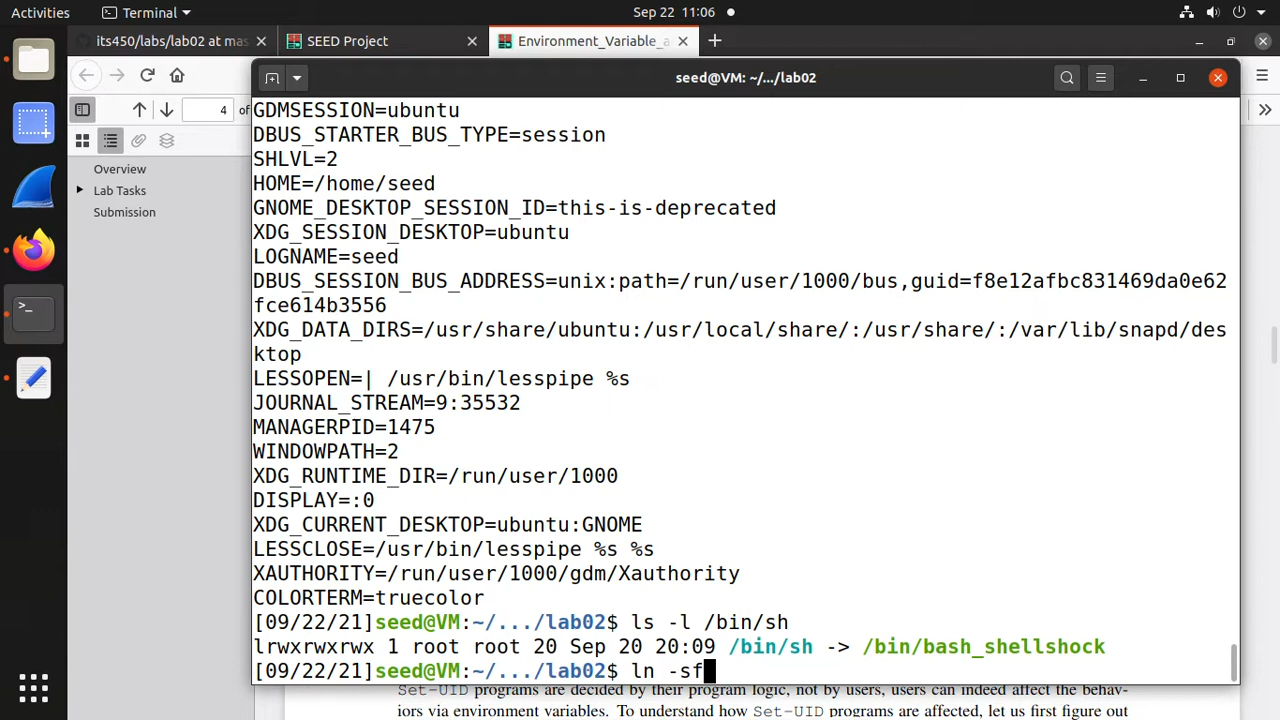 Activities
Terminal
Sep 22 11:06
its450/labs/lab02 at mas
SEED Project
Environment_Variable_a
4 of
Overview
Lab Tasks
Submission
seed@VM: ~/.../lab02
GDMSESSION=ubuntu
DBUS_STARTER_BUS_TYPE=session
SHLVL=2
HOME=/home/seed
GNOME_DESKTOP_SESSION_ID=this-is-deprecated
XDG_SESSION_DESKTOP=ubuntu
LOGNAME=seed
DBUS_SESSION_BUS_ADDRESS=unix:path=/run/user/1000/bus,guid=f8e12afbc831469da0e62
fce614b3556
XDG_DATA_DIRS=/usr/share/ubuntu:/usr/local/share/:/usr/share/:/var/lib/snapd/des
ktop
LESSOPEN=| /usr/bin/lesspipe %s
JOURNAL_STREAM=9:35532
MANAGERPID=1475
WINDOWPATH=2
XDG_RUNTIME_DIR=/run/user/1000
DISPLAY=:0
XDG_CURRENT_DESKTOP=ubuntu:GNOME
LESSCLOSE=/usr/bin/lesspipe %s %s
XAUTHORITY=/run/user/1000/gdm/Xauthority
COLORTERM=truecolor
[09/22/21]seed@VM:~/.../lab02$ ls -l /bin/sh
lrwxrwxrwx 1 root root 20 Sep 20 20:09 /bin/sh -> /bin/bash_shellshock
[09/22/21]seed@VM:~/.../lab02$ ln -sf
Set-UID programs are decided by their program logic, not by users, users can indeed affect the behav-
iors via environment variables. To understand how Set-UID programs are affected, let us first figure out